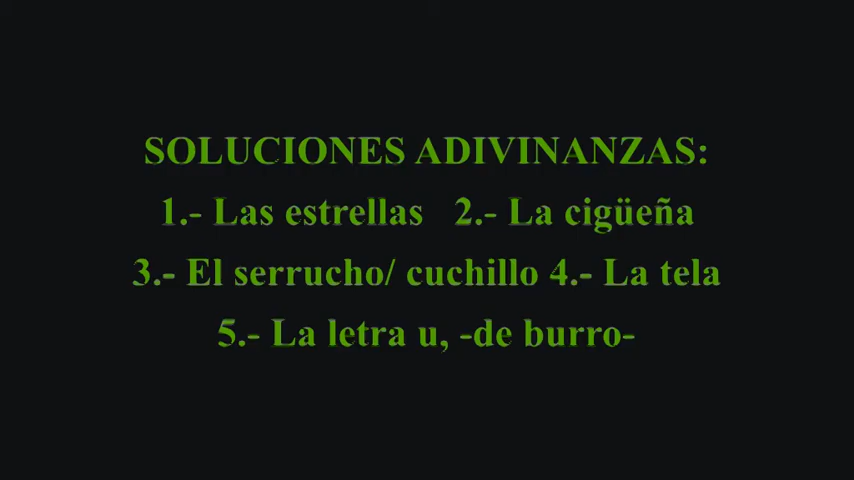 SOLUCIONES ADIVINANZAS:
1.- Las estrellas 2.- La cigüeña
3.- El serrucho/ cuchillo 4.- La tela
5.- La letra u, -de burro-